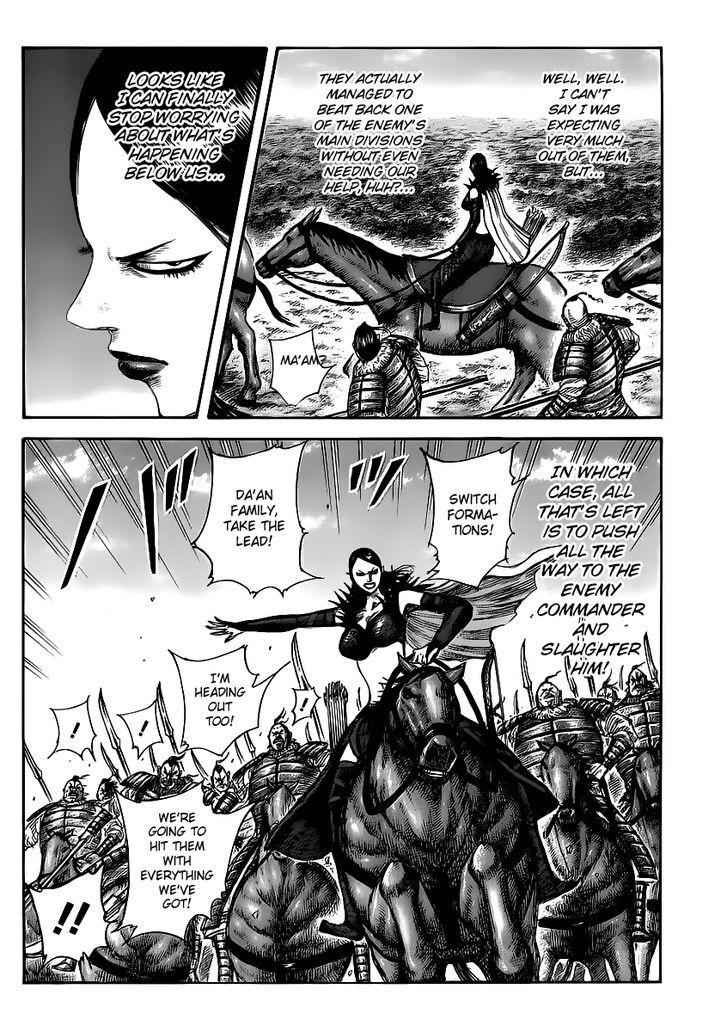 WELL, WELL.
I CAN'T
SAY I WAS
EXPECTING
VERY MUCH
OUT OF THEM,
BUT...
THEY ACTUALLY
MANAGED TO
BEAT BACK ONE
OF THE ENEMY'S
MAIN DIVISIONS
WITHOUT EVEN
NEEDING OUR
HELP, HUH?...
MA'AM?
LOOKS LIKE
I CAN FINALLY
STOP WORRYING
ABOUT WHAT'S
HAPPENING
BELOW US...
IN WHICH
CASE, ALL
THAT'S LEFT
IS TO PUSH
ALL THE
WAY TO THE
ENEMY
COMMANDER
AND
SLAUGHTER
HIM!
SWITCH
FORMA-
TIONS!
DA'AN
FAMILY,
TAKE THE
LEAD!
I'M
HEADING
OUT
TOO!
!
!
WE'RE
GOING TO
HIT THEM
WITH
EVERYTHING
WE'VE
GOT!
!!